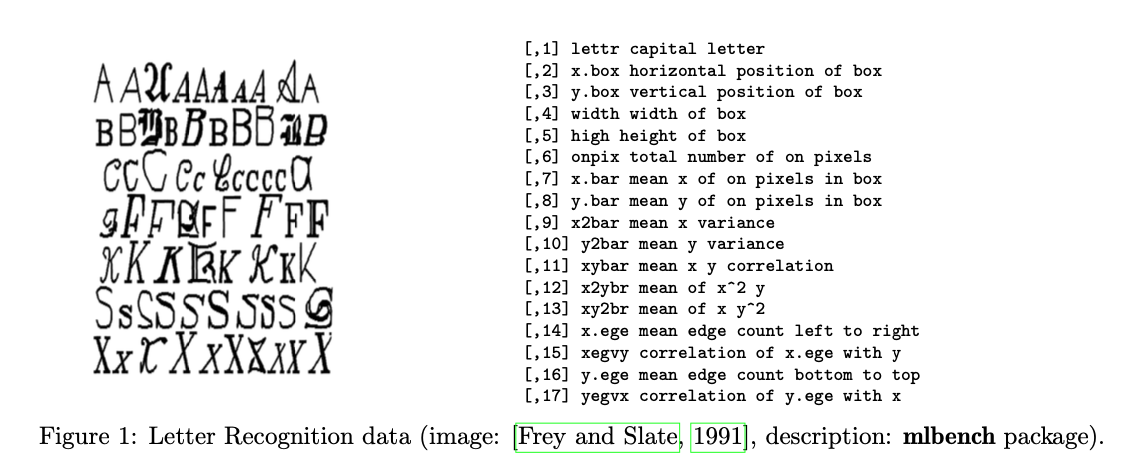 A A A A A A A A A A
B B B B B B B B B B
C C C C c C c c c c C
F F F F F F F F
K K K K K K K K
S s S S S S S S S S
X x X X x X X X X X
[,1] lettr capital letter
[,2] x.box horizontal position of box
[,3] y.box vertical position of box
[,4] width width of box
[,5] high height of box
[,6] onpix total number of on pixels
[,7] x.bar mean x of on pixels in box
[,8] y.bar mean y of on pixels in box
[,9] x2bar mean x variance
[,10] y2bar mean y variance
[,11] xybar mean x y correlation
[,12] x2ybr mean of x^2 y
[,13] xy2br mean of x y^2
[,14] x.ege mean edge count left to right
[,15] xegvy correlation of x.ege with y
[,16] y.ege mean edge count bottom to top
[,17] yegvx correlation of y.ege with x
Figure 1: Letter Recognition data (image: [Frey and Slate, 1991], description: mlbench package).